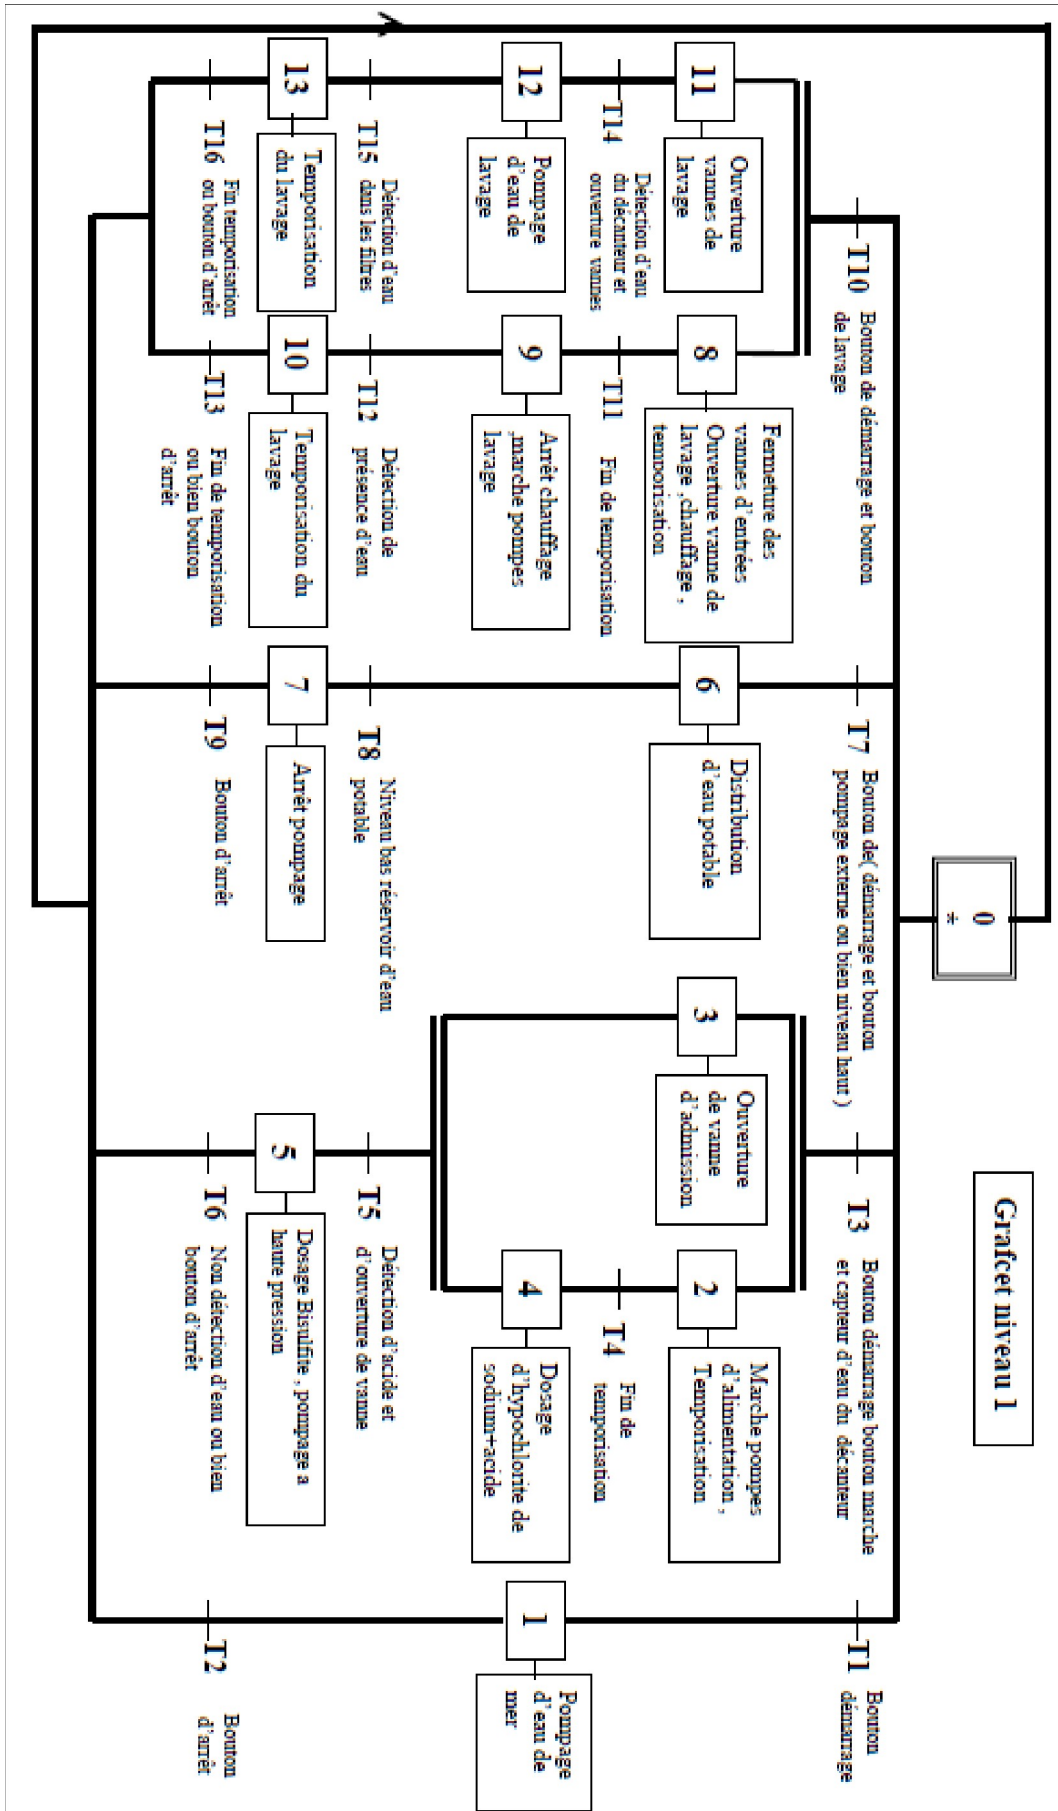 Grafcet niveau 1
0
*
T10
Bouton de démarrage et bouton
de lavage
T7
Bouton de( démarrage et bouton
pompage externe ou bien niveau haut )
T3
Bouton démarrage bouton marche
et capteur d'eau du décanteur
T1
Bouton
démarrage
11
Ouverture
vannes de
lavage
8
Fermeture des
vannes d'entrées
Ouverture vanne de
lavage ,chauffage ,
temporisation
6
Distribution
d'eau potable
3
Ouverture
de vanne
d'admission
2
Marche pompes
d'alimentation ,
Temporisation
T14
Détection d'eau
du décanteur et
ouverture vannes
T11
Fin de temporisation
T4
Fin de
temporisation
12
Pompage
d'eau de
lavage
9
Arrêt chauffage
,marche pompes
lavage
4
Dosage
d'hypochlorite de
sodium+acide
1
Pompage
d'eau de
mer
T15
Détection d'eau
dans les filtres
T12
Détection de
présence d'eau
T8
Niveau bas réservoir d'eau
potable
T5
Détection d'acide et
d'ouverture de vanne
13
Temporisation
du lavage
10
Temporisation du
lavage
7
Arrêt pompage
5
Dosage Bisulfite , pompage a
haute pression
T16
Fin temporisation
ou bouton d'arrêt
T13
Fin de temporisation
ou bien bouton
d'arrêt
T9
Bouton d'arrêt
T6
Non détection d'eau ou bien
bouton d'arrêt
T2
Bouton
d'arrêt